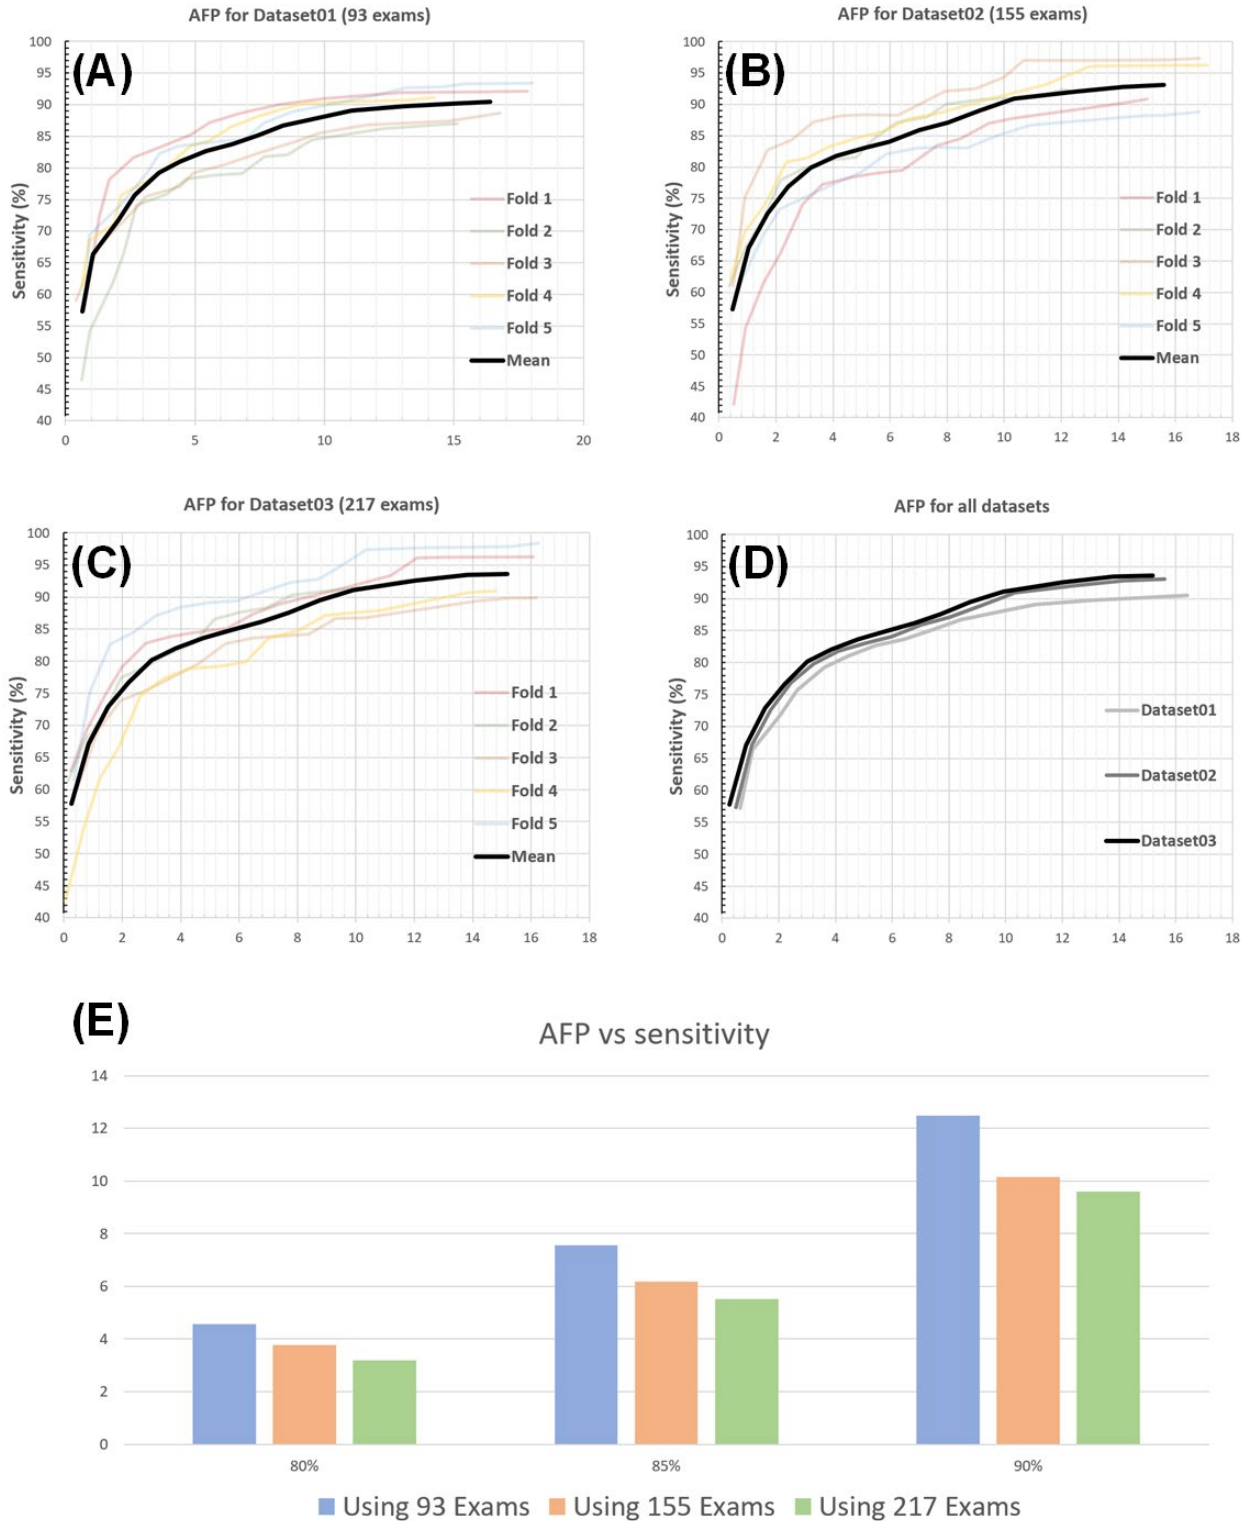 AFP for Dataset01 (93 exams)
(A)
Sensitivity (%)
100
95
90
85
80
75
70
65
60
55
50
45
40
0 5 10 15 20
Fold 1
Fold 2
Fold 3
Fold 4
Fold 5
Mean
AFP for Dataset02 (155 exams)
(B)
Sensitivity (%)
100
95
90
85
80
75
70
65
60
55
50
45
40
0 2 4 6 8 10 12 14 16 18
Fold 1
Fold 2
Fold 3
Fold 4
Fold 5
Mean
AFP for Dataset03 (217 exams)
(C)
Sensitivity (%)
100
95
90
85
80
75
70
65
60
55
50
45
40
0 2 4 6 8 10 12 14 16 18
Fold 1
Fold 2
Fold 3
Fold 4
Fold 5
Mean
AFP for all datasets
(D)
Sensitivity (%)
100
95
90
85
80
75
70
65
60
55
50
45
40
0 2 4 6 8 10 12 14 16 18
Dataset01
Dataset02
Dataset03
(E)
AFP vs sensitivity
14
12
10
8
6
4
2
0
80% 85% 90%
Using 93 Exams Using 155 Exams Using 217 Exams